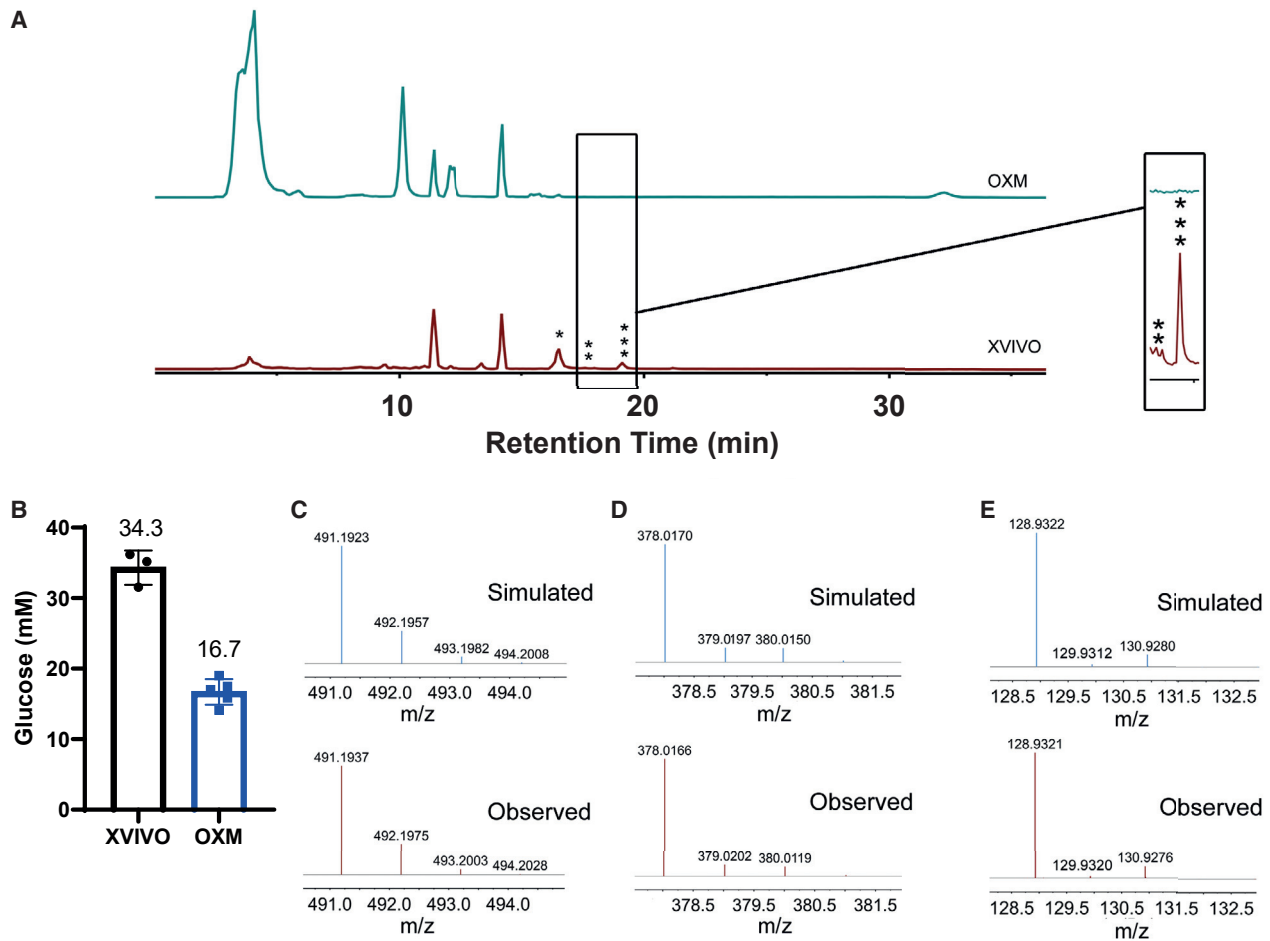 A
OXM
*
* *
* * *
XVIVO
* * *
* *
10 20 30
Retention Time (min)
B
34.3
16.7
40
30
20
10
0
Glucose (mM)
XVIVO OXM
C
491.1923
Simulated
492.1957
493.1982 494.2008
491.0 492.0 493.0 494.0
m/z
491.1937
Observed
492.1975
493.2003 494.2028
491.0 492.0 493.0 494.0
m/z
D
378.0170
Simulated
379.0197 380.0150
378.5 379.5 380.5 381.5
m/z
378.0166
Observed
379.0202 380.0119
378.5 379.5 380.5 381.5
m/z
E
128.9322
Simulated
129.9312 130.9280
128.5 129.5 130.5 131.5 132.5
m/z
128.9321
Observed
129.9320 130.9276
128.5 129.5 130.5 131.5 132.5
m/z